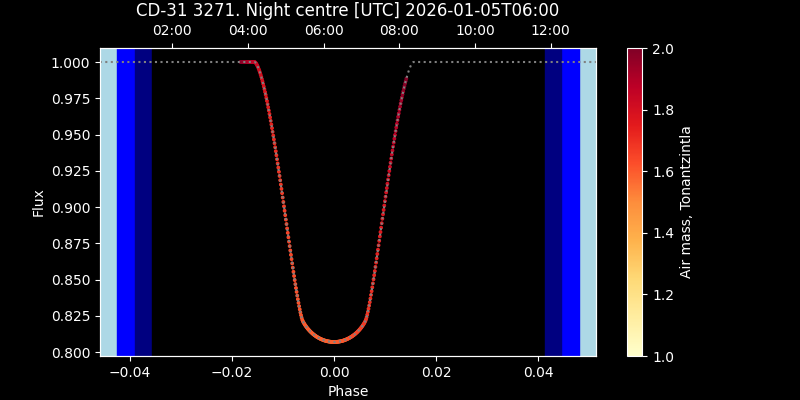 CD-31 3271. Night centre [UTC] 2026-01-05T06:00
02:00 04:00 06:00 08:00 10:00 12:00
1.000
0.975
0.950
0.925
0.900
0.875
0.850
0.825
0.800
Flux
−0.04 −0.02 0.00 0.02 0.04
Phase
2.0
1.8
1.6
1.4
1.2
1.0
Air mass, Tonantzintla